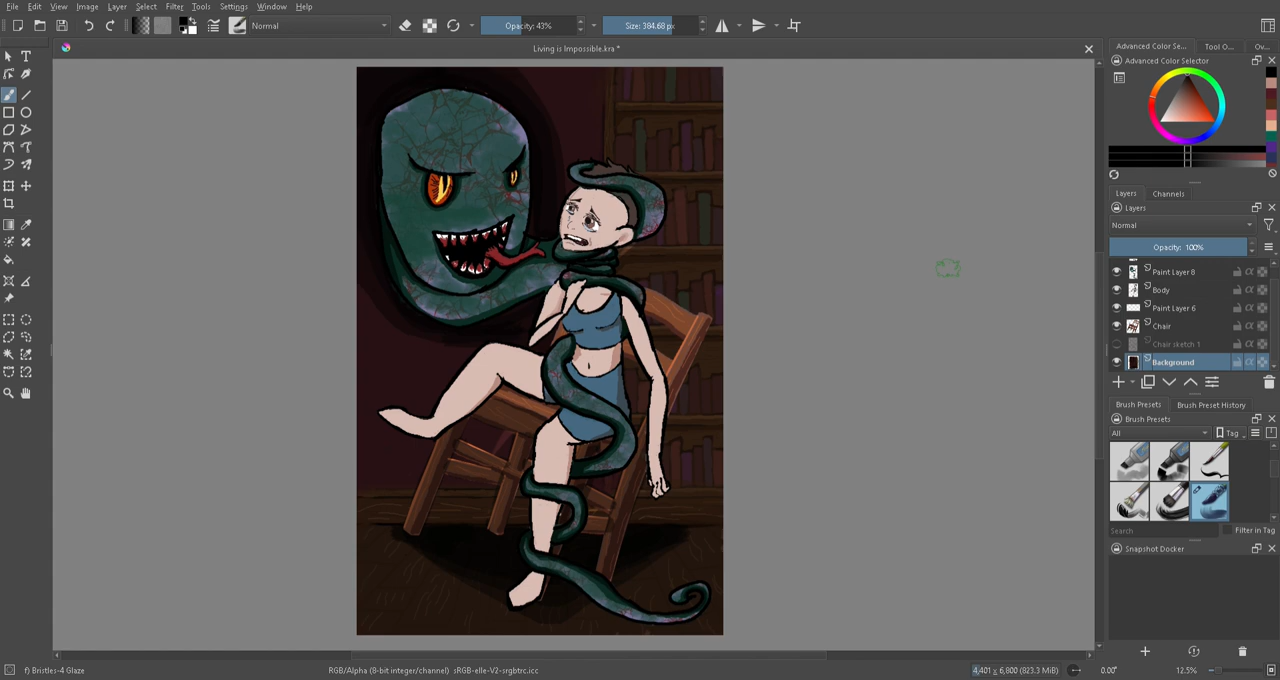 File Edit View Image Layer Select Filter Tools Settings Window Help
Normal Opacity: 43% Size: 384.68 px
Living is Impossible.kra *
Advanced Color Se... Tool O... Ov...
Advanced Color Selector
Layers Channels
Layers
Normal
Opacity: 100%
Paint Layer 8
Body
Paint Layer 6
Chair
Chair sketch 1
Background
Brush Presets Brush Preset History
Brush Presets
All Tag
Search Filter in Tag
Snapshot Docker
f) Bristles-4 Glaze RGB/Alpha (8-bit integer/channel) sRGB-elle-V2-srgbtrc.icc 4,401 x 6,800 (823.3 MiB) 0.00° 12.5%